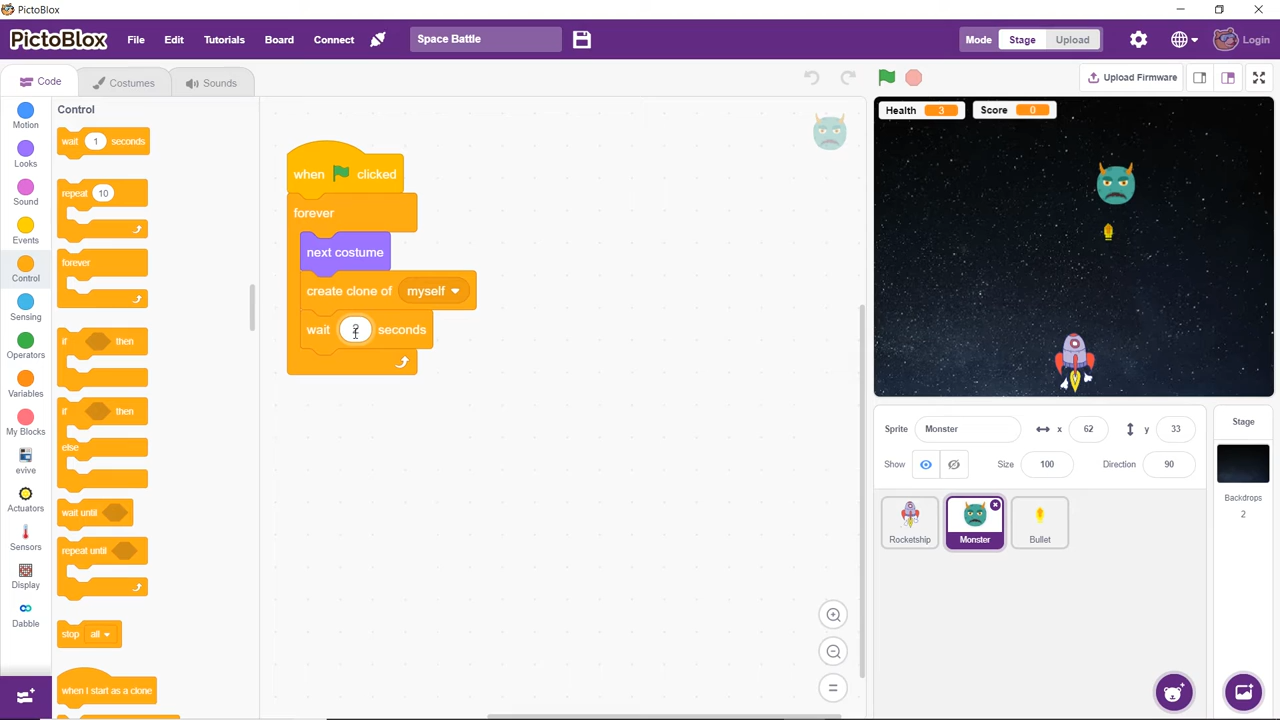 PictoBlox
PictoBlox File Edit Tutorials Board Connect Space Battle Mode Stage Upload Login
Code Costumes Sounds Upload Firmware
Motion
Looks
Sound
Events
Control
Sensing
Operators
Variables
My Blocks
evive
Actuators
Sensors
Display
Dabble
Control
wait 1 seconds
repeat 10
forever
if then
if then
else
wait until
repeat until
stop all
when I start as a clone
when clicked
forever
next costume
create clone of myself
wait 2 seconds
Health 3 Score 0
Sprite Monster x 62 y 33
Show Size 100 Direction 90
Rocketship Monster Bullet
Stage
Backdrops
2